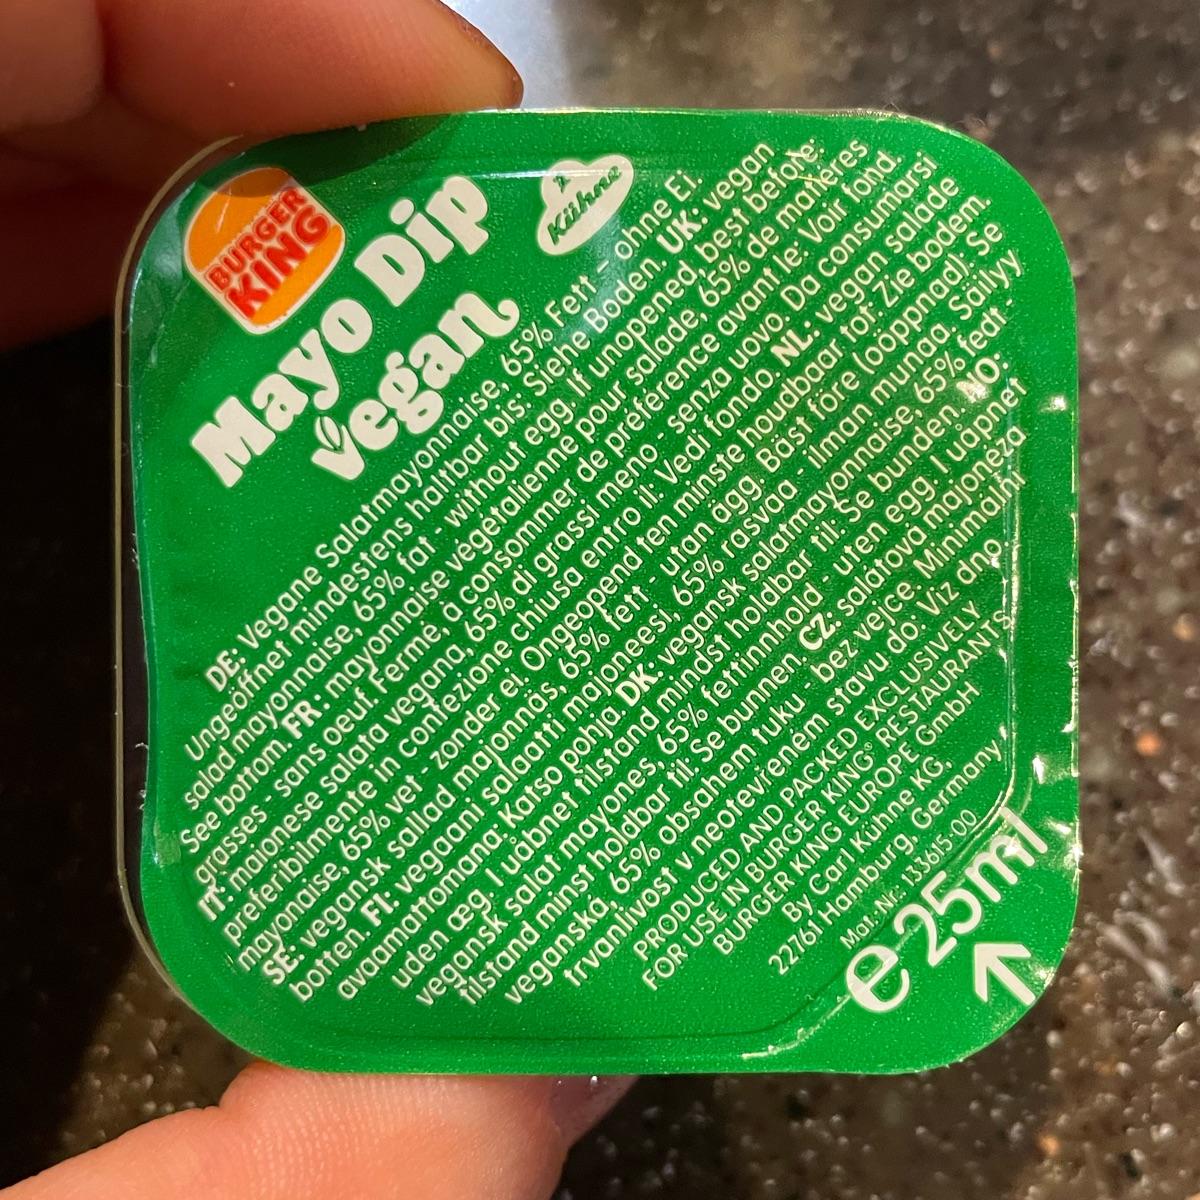 BURGER
KING
Mayo Dip
vegan
Kühne
DE: Vegane Salatmayonnaise, 65% Fett – ohne Ei.
Ungeöffnet mindestens haltbar bis: Siehe Boden. UK: vegan
salad mayonnaise, 65% fat - without egg. If unopened, best before:
See bottom. FR: mayonnaise végétalienne pour salade, 65% de matières
grasses - sans oeuf Fermé, à consommer de préférence avant le: Voir fond.
IT: maionese salata vegana, 65% di grassi meno - senza uovo. Da consumarsi
preferibilmente in confezione chiusa entro il: Vedi fondo. NL: vegan salade
mayonaise, 65% vet - zonder ei. Ongeopend ten minste houdbaar tot Zie bodem.
SE: vegansk sallad majonnäs, 65% fett - utan ägg. Bäst före (oöppnad): Se
botten FI: vegaani salaatti majoneesi, 65% rasvaa - ilman munaa. Säilyy
avaamattomana: Katso pohja. DK: vegansk salatmayonnaise, 65% fedt -
uden æg. I uåbnet tilstand mindst holdbar til: Se bunden. NO:
vegansk salat mayones, 65% fettinnhold - uten egg. I uåpnet
tilstand minst holdbar til: Se bunnen. CZ: salátová majonéza
veganská, 65% obsahem tuku - bez vejce. Minimální
trvanlivost v neotevřeném stavu do: Viz dno
PRODUCED AND PACKED EXCLUSIVELY
FOR USE IN BURGER KING® RESTAURANTS
BURGER KING EUROPE GmbH
By Carl Kühne KG,
22761 Hamburg, Germany
Mat.-Nr.: 133615-00
e 25ml